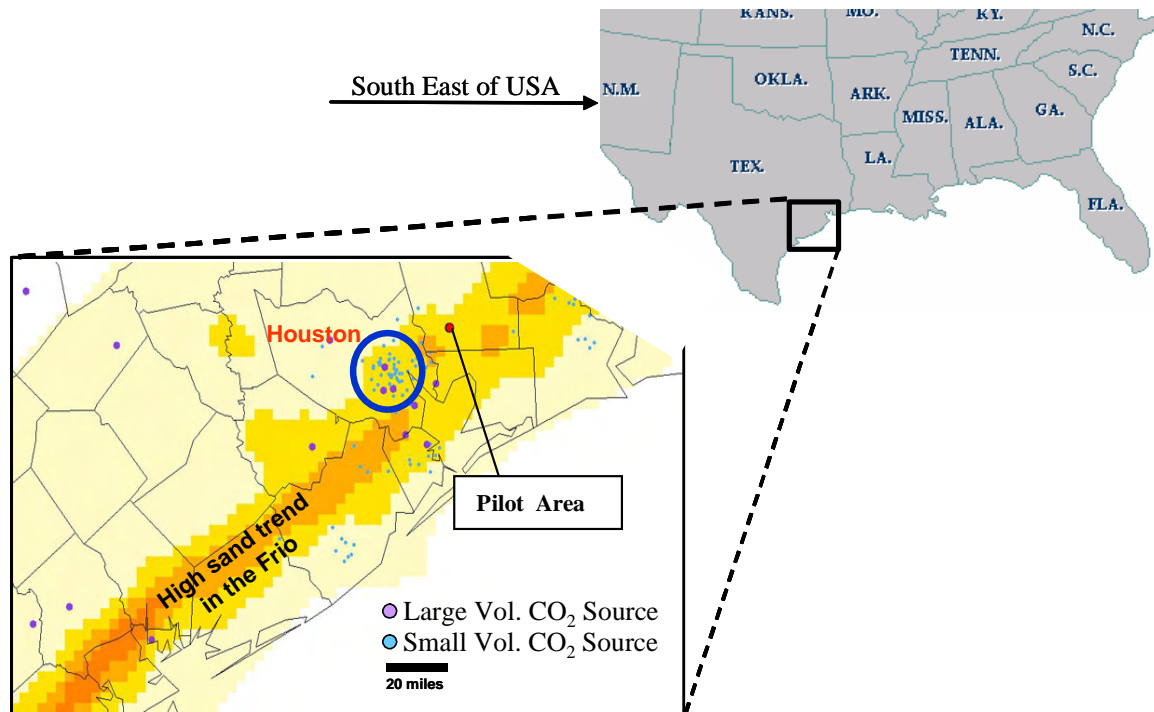 KANS.
MO.
KY.
N.C.
TENN.
South East of USA
OKLA.
S.C.
N.M.
ARK.
MISS.
ALA.
GA.
TEX.
LA.
FLA.
Houston
Pilot Area
High sand trend
in the Frio
Large Vol. CO₂ Source
Small Vol. CO₂ Source
20 miles